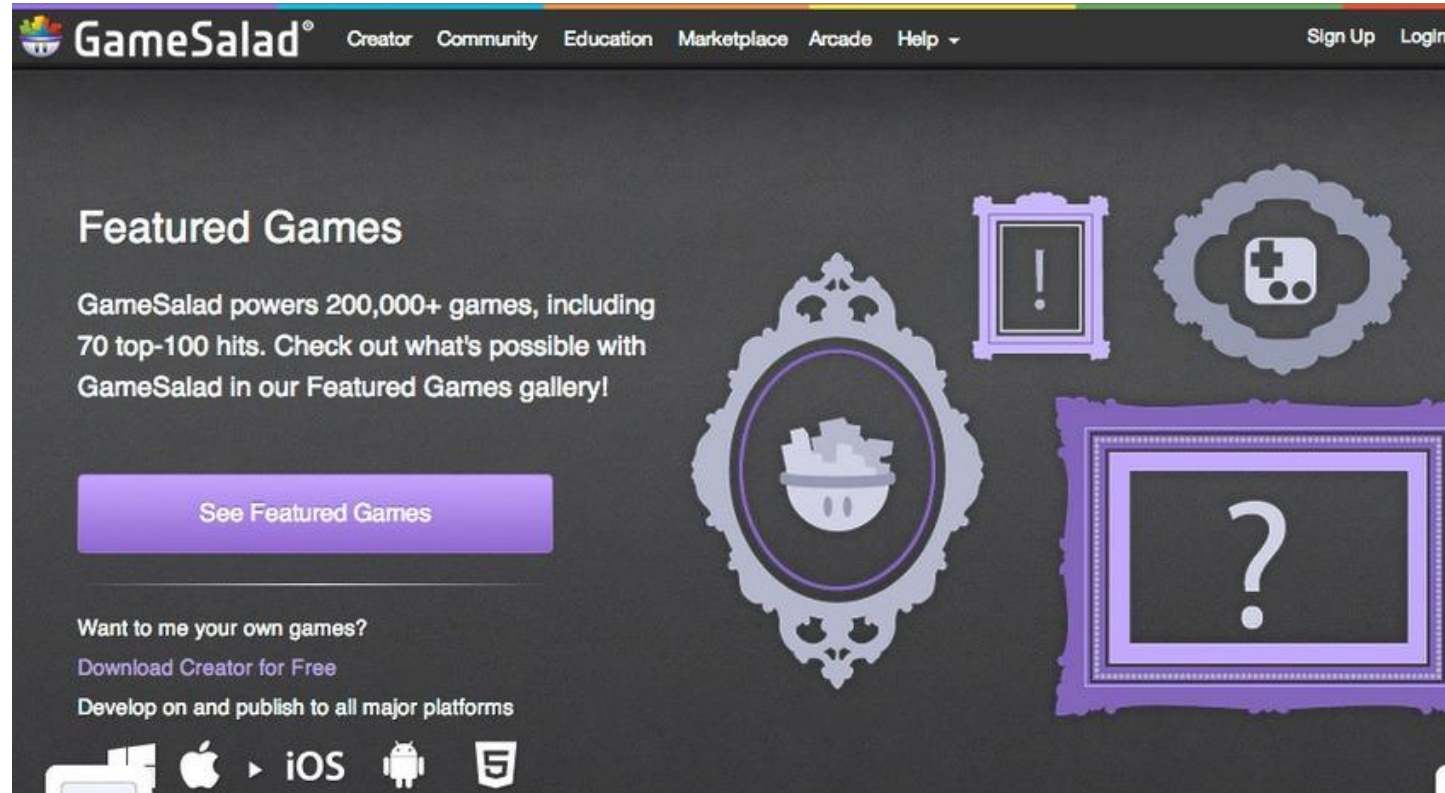 GameSalad® Creator Community Education Marketplace Arcade Help Sign Up Login
Featured Games
GameSalad powers 200,000+ games, including
70 top-100 hits. Check out what's possible with
GameSalad in our Featured Games gallery!
!
?
See Featured Games
Want to me your own games?
Download Creator for Free
Develop on and publish to all major platforms
iOS 5